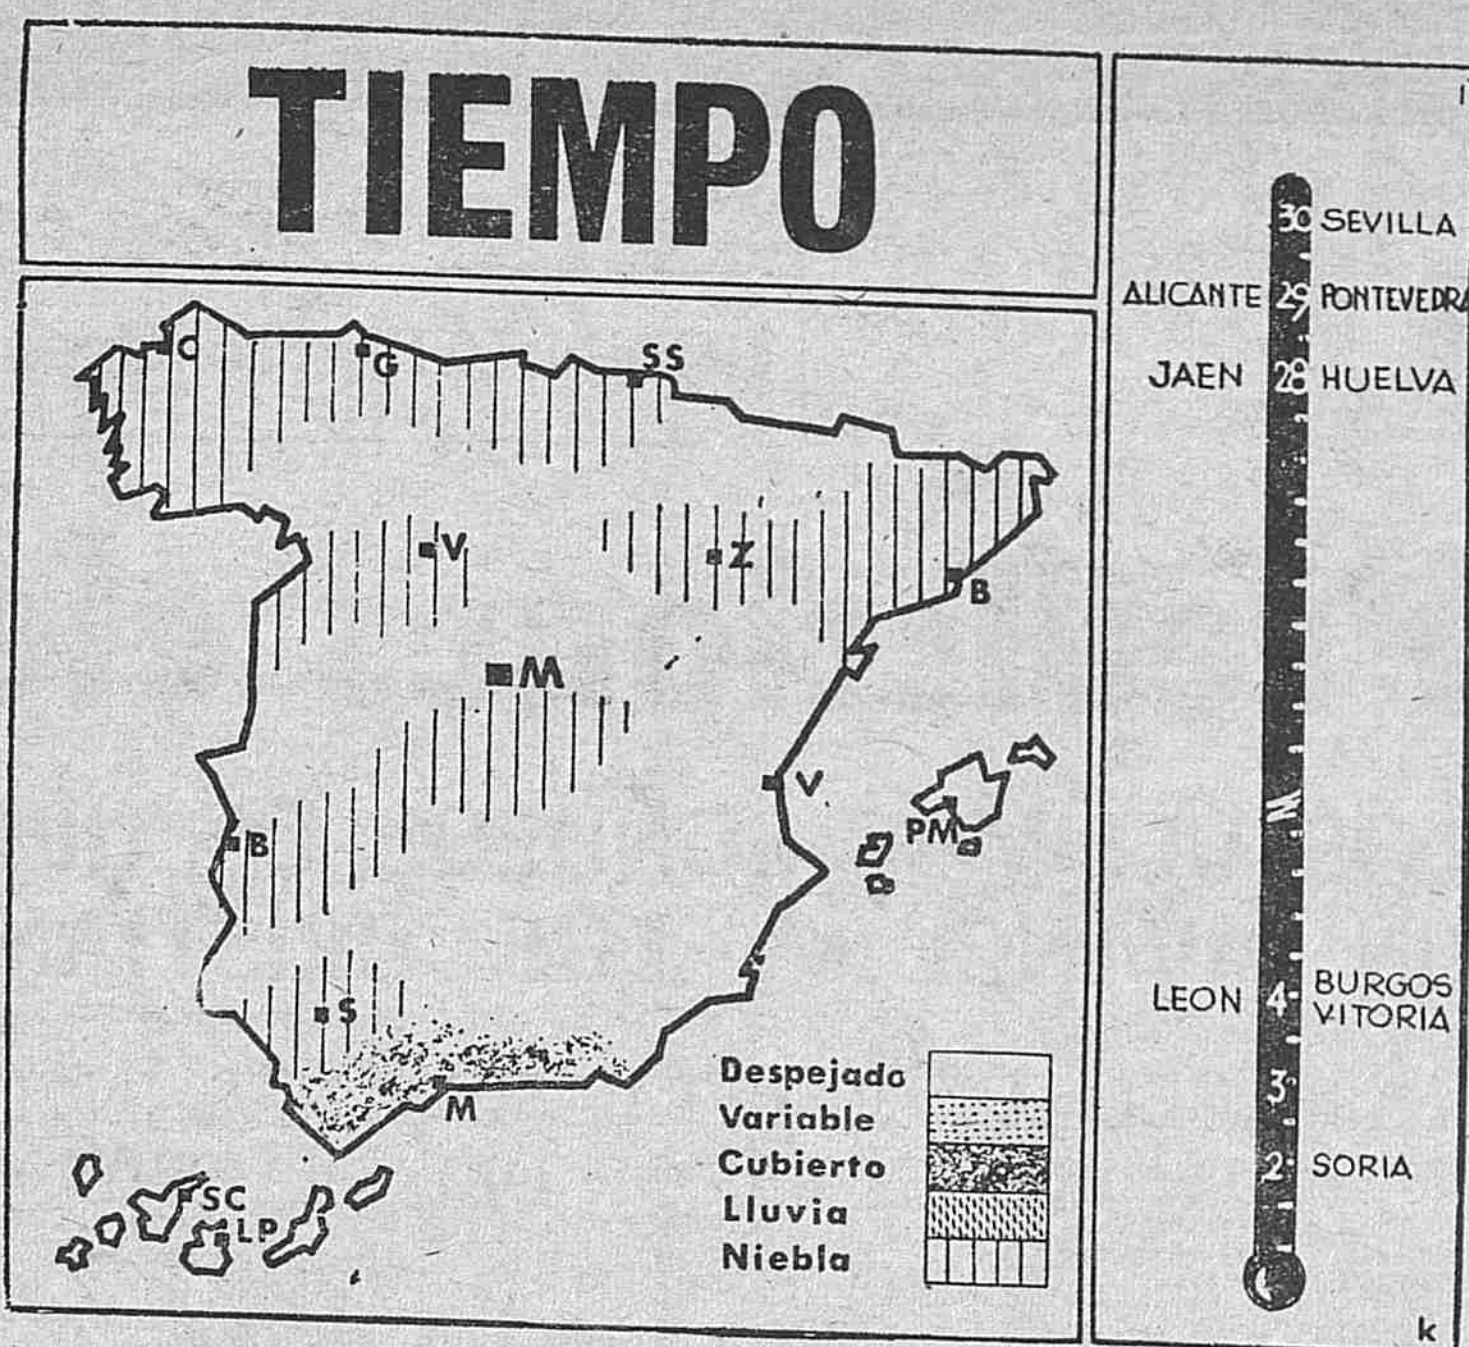 TIEMPO
C
G
SS
V
Z
B
M
V
PM
B
S
M
SC
LP
Despejado
Variable
Cubierto
Lluvia
Niebla
30 SEVILLA
ALICANTE 29 PONTEVEDRA
JAEN 28 HUELVA
LEON 4 BURGOS
VITORIA
3
2 SORIA
k